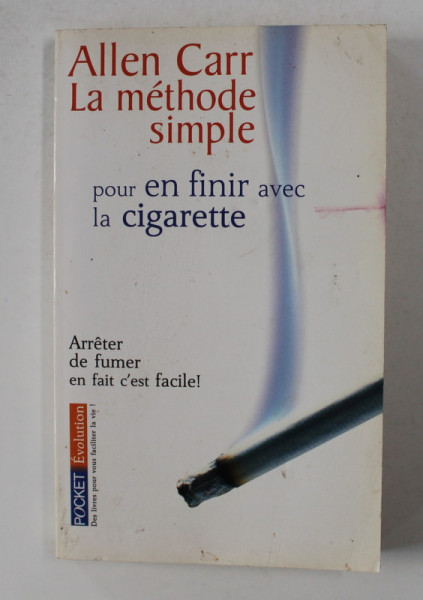 Allen Carr
La méthode
simple
pour en finir avec
la cigarette
Arrêter
de fumer
en fait c'est facile!
POCKET Évolution
Des livres pour vous faciliter la vie !